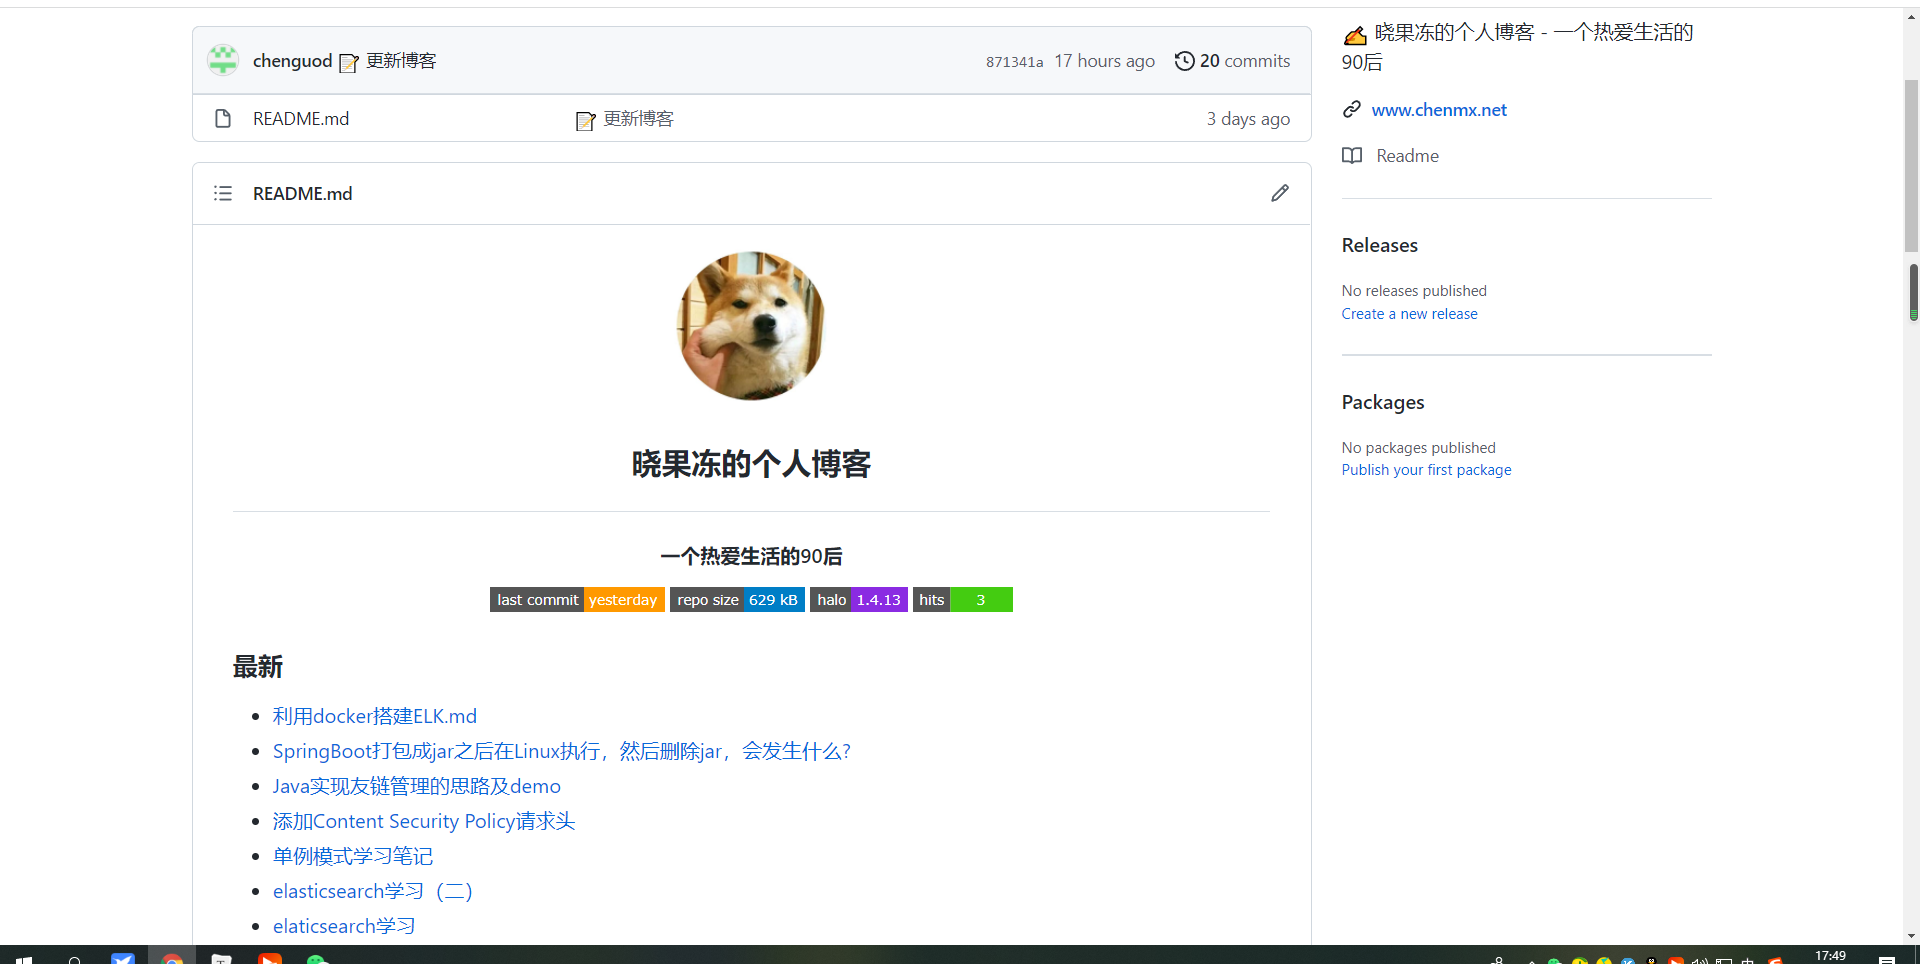 chenguod 📝 更新博客 871341a 17 hours ago 20 commits
README.md 📝 更新博客 3 days ago
README.md
晓果冻的个人博客
一个热爱生活的90后
last commit yesterday repo size 629 kB halo 1.4.13 hits 3
最新
利用docker搭建ELK.md
SpringBoot打包成jar之后在Linux执行，然后删除jar，会发生什么?
Java实现友链管理的思路及demo
添加Content Security Policy请求头
单例模式学习笔记
elasticsearch学习（二）
elaticsearch学习
✍ 晓果冻的个人博客 - 一个热爱生活的
90后
www.chenmx.net
Readme
Releases
No releases published
Create a new release
Packages
No packages published
Publish your first package
17:49